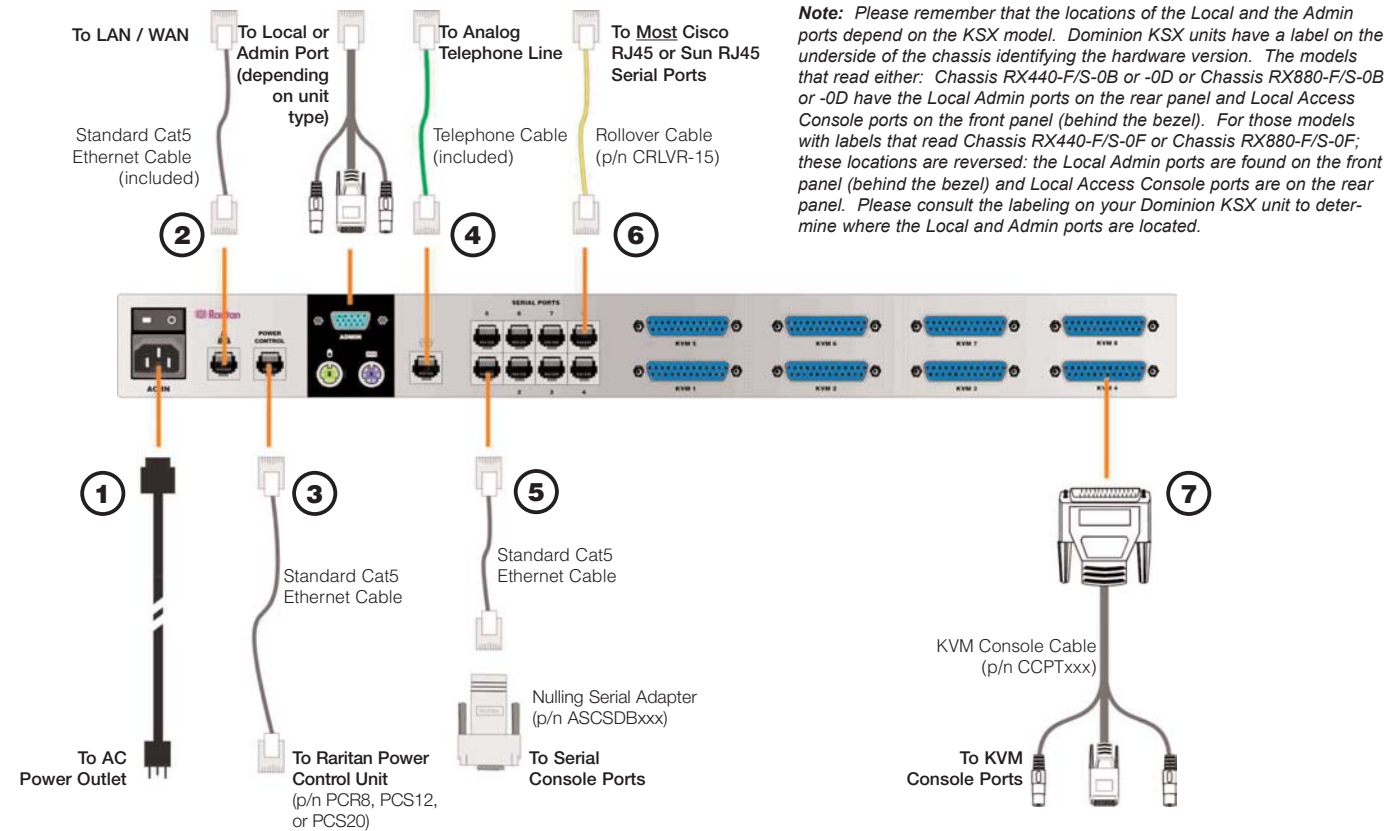 To LAN / WAN
To Local or
Admin Port
(depending
on unit
type)
To Analog
Telephone Line
To Most Cisco
RJ45 or Sun RJ45
Serial Ports
Note: Please remember that the locations of the Local and the Admin
ports depend on the KSX model. Dominion KSX units have a label on the
underside of the chassis identifying the hardware version. The models
that read either: Chassis RX440-F/S-0B or -0D or Chassis RX880-F/S-0B
or -0D have the Local Admin ports on the rear panel and Local Access
Console ports on the front panel (behind the bezel). For those models
with labels that read Chassis RX440-F/S-0F or Chassis RX880-F/S-0F;
these locations are reversed: the Local Admin ports are found on the front
panel (behind the bezel) and Local Access Console ports are on the rear
panel. Please consult the labeling on your Dominion KSX unit to deter-
mine where the Local and Admin ports are located.
Standard Cat5
Ethernet Cable
(included)
Telephone Cable
(included)
Rollover Cable
(p/n CRLVR-15)
2
4
6
Raritan
POWER
CONTROL
ADMIN
AC IN
SERIAL PORTS
5
6
7
2
3
4
KVM 5
KVM 6
KVM 7
KVM 8
KVM 1
KVM 2
KVM 3
KVM 4
1
3
5
7
Standard Cat5
Ethernet Cable
Standard Cat5
Ethernet Cable
KVM Console Cable
(p/n CCPTxxx)
Nulling Serial Adapter
(p/n ASCSDBxxx)
To AC
Power Outlet
To Raritan Power
Control Unit
(p/n PCR8, PCS12,
or PCS20)
To Serial
Console Ports
To KVM
Console Ports